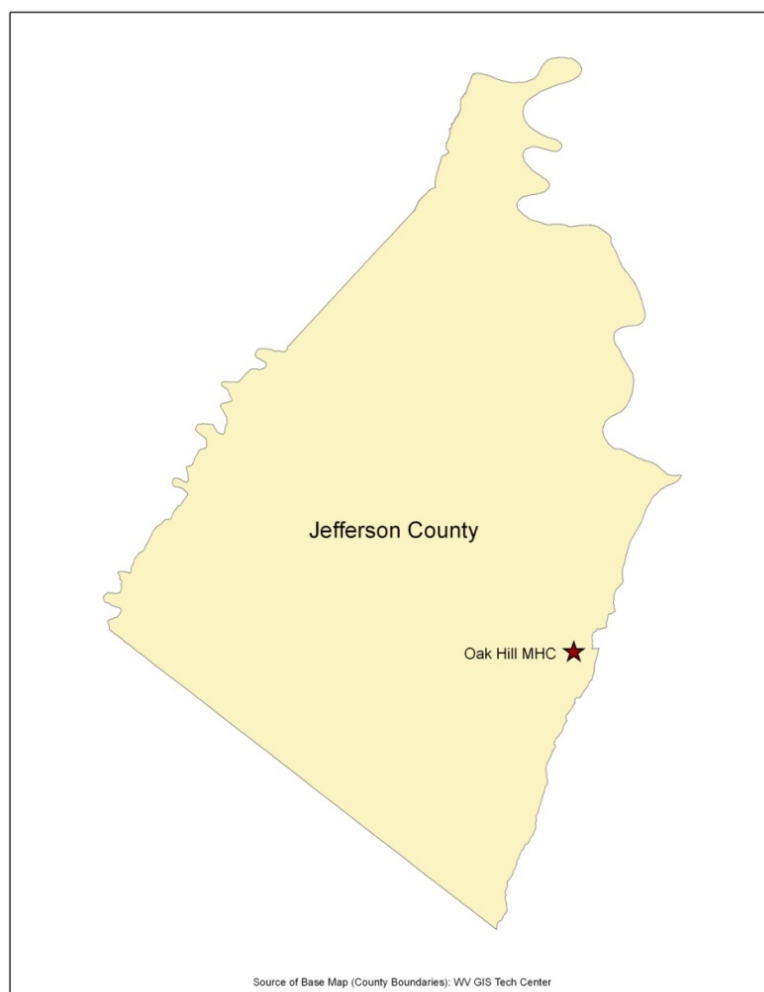 Jefferson County
Oak Hill MHC
Source of Base Map (County Boundaries): WV GIS Tech Center